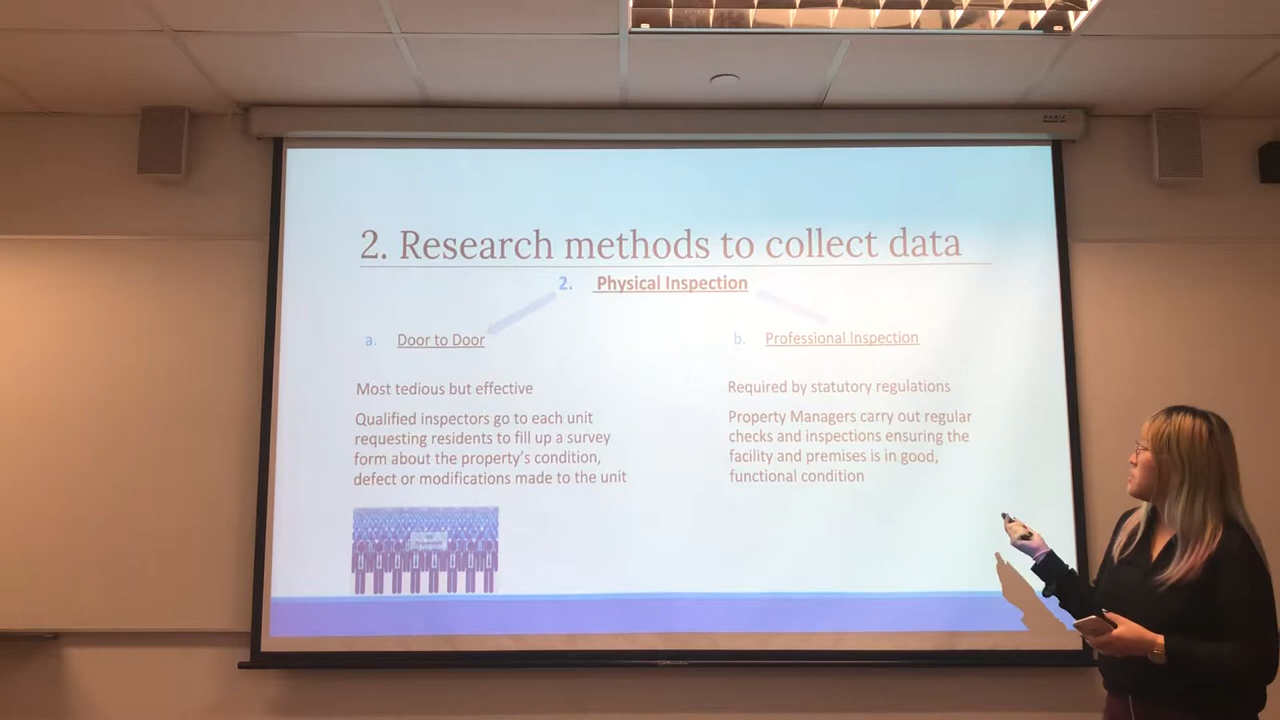 2. Research methods to collect data
2. Physical Inspection
a. Door to Door
Most tedious but effective
Qualified inspectors go to each unit
requesting residents to fill up a survey
form about the property's condition,
defect or modifications made to the unit
b. Professional Inspection
Required by statutory regulations
Property Managers carry out regular
checks and inspections ensuring the
facility and premises is in good,
functional condition